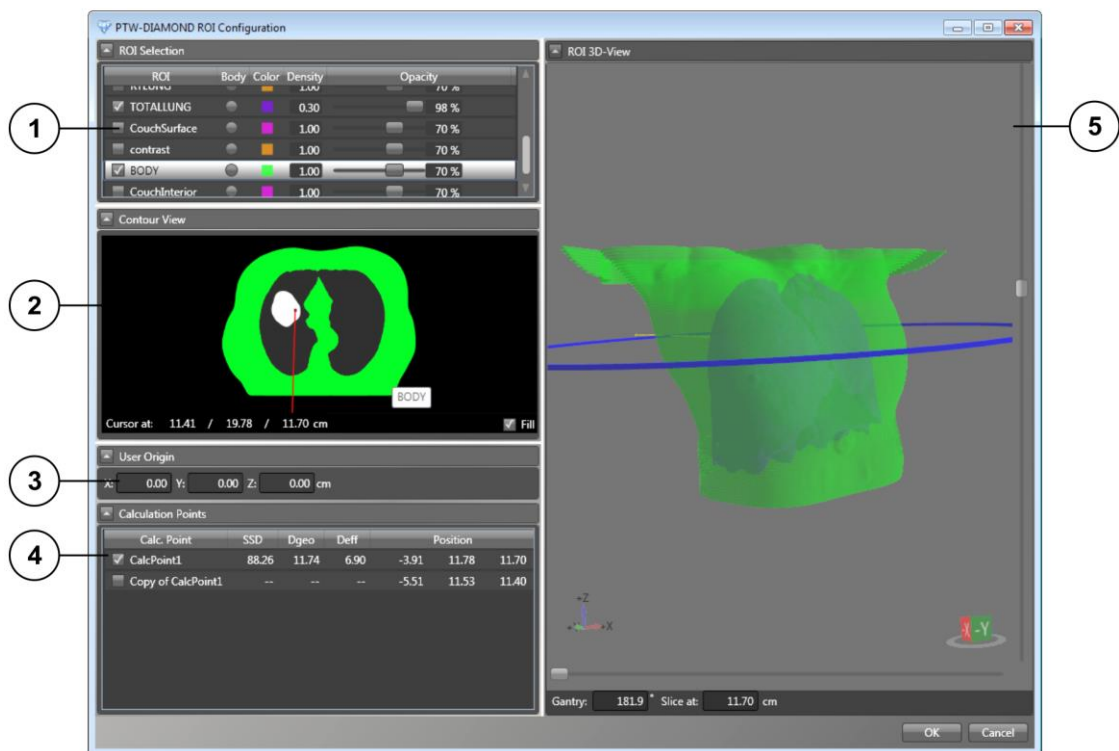 PTW-DIAMOND ROI Configuration
ROI Selection
ROI Body Color Density Opacity
RTLUNG 1.00 70 %
TOTALLUNG 0.30 98 %
CouchSurface 1.00 70 %
contrast 1.00 70 %
BODY 1.00 70 %
CouchInterior 1.00 70 %
1
Contour View
2
BODY
Cursor at: 11.41 / 19.78 / 11.70 cm Fill
User Origin
3
X: 0.00 Y: 0.00 Z: 0.00 cm
Calculation Points
4
Calc. Point SSD Dgeo Deff Position
CalcPoint1 88.26 11.74 6.90 -3.91 11.78 11.70
Copy of CalcPoint1 -- -- -- -5.51 11.53 11.40
ROI 3D-View
5
+Z
+X
-X -Y
Gantry: 181.9 ° Slice at: 11.70 cm
OK Cancel